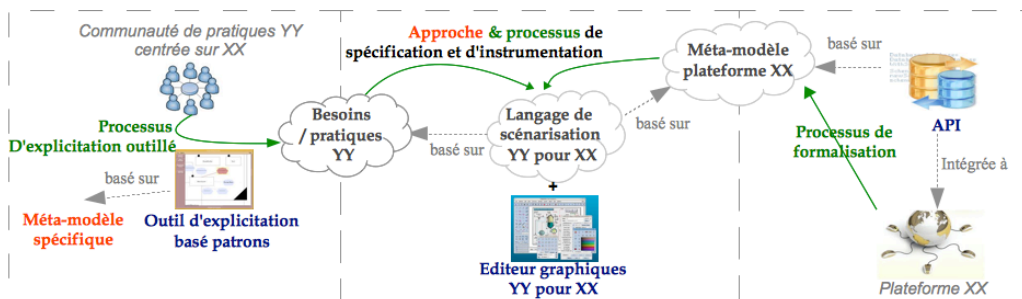 Communauté de pratiques YY
centrée sur XX
Processus
D'explicitation outillé
basé sur
Méta-modèle
spécifique
Outil d'explicitation
basé patrons
Besoins
/ pratiques
YY
Approche & processus de
spécification et d'instrumentation
basé sur
Langage de
scénarisation
YY pour XX
+
Editeur graphiques
YY pour XX
basé sur
Méta-modèle
plateforme XX
basé sur
API
Processus de
formalisation
Intégrée à
Plateforme XX